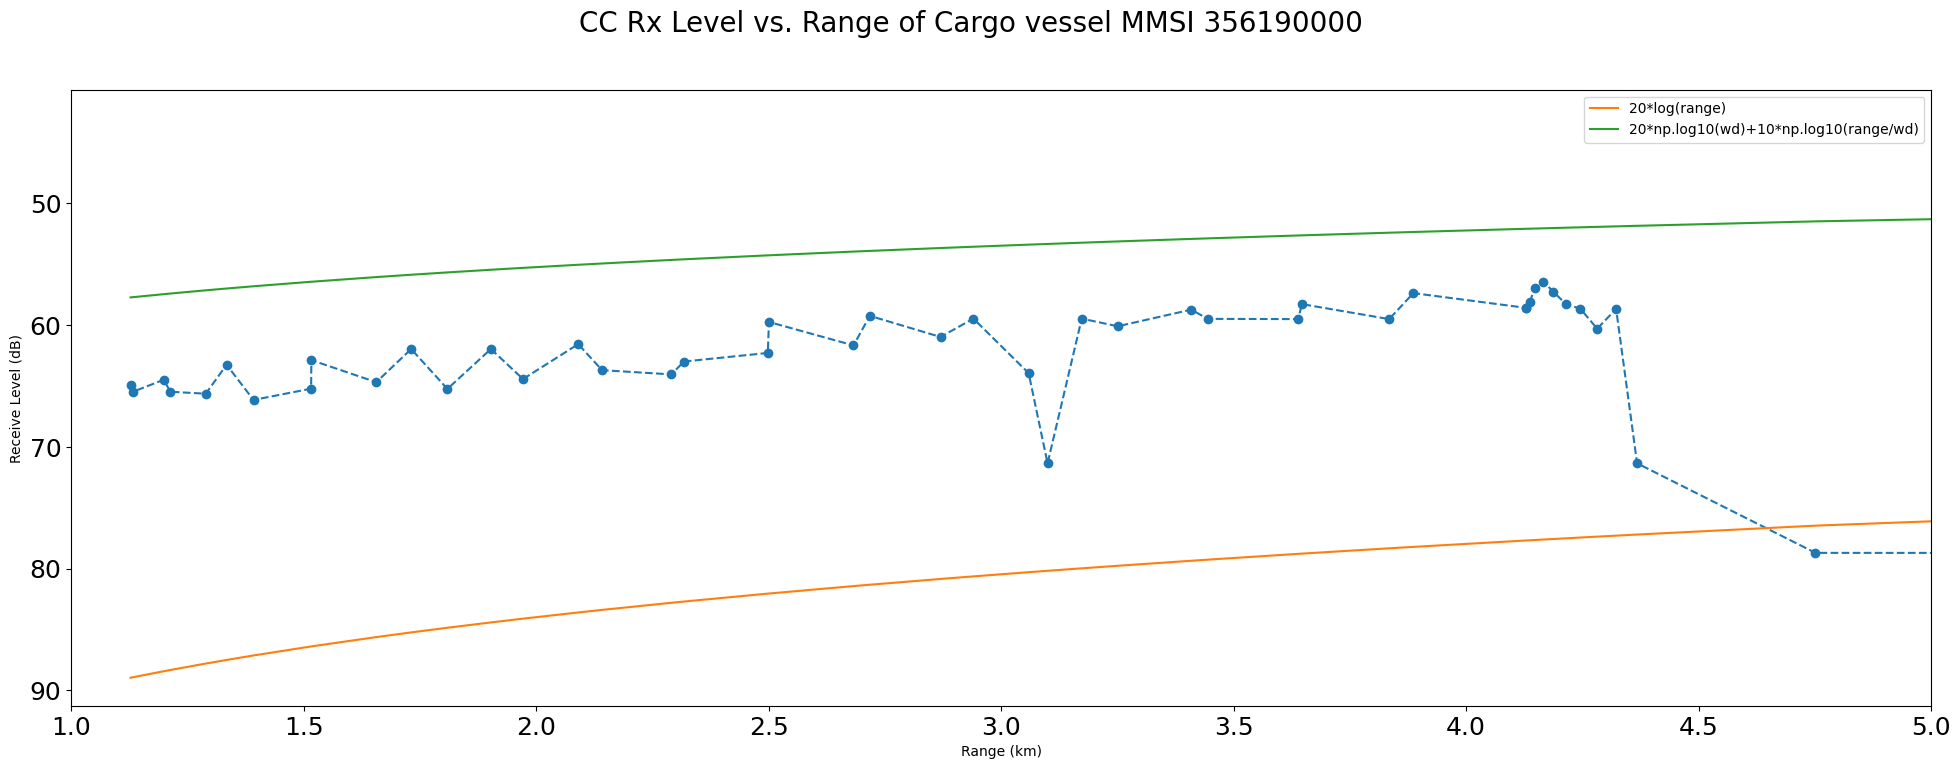 CC Rx Level vs. Range of Cargo vessel MMSI 356190000
20*log(range)
20*np.log10(wd)+10*np.log10(range/wd)
Receive Level (dB)
50
60
70
80
90
1.0 1.5 2.0 2.5 3.0 3.5 4.0 4.5 5.0
Range (km)